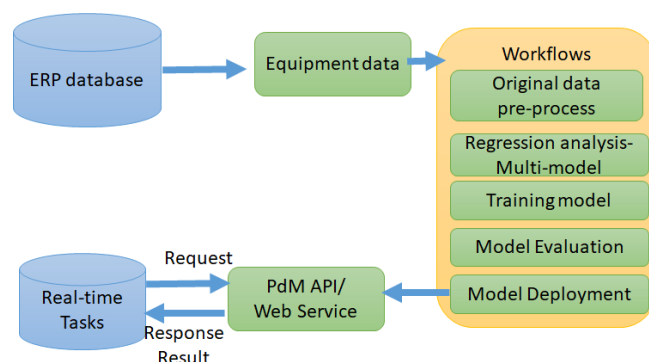 ERP database
Equipment data
Workflows
Original data
pre-process
Regression analysis-
Multi-model
Training model
Model Evaluation
Model Deployment
Request
PdM API/
Web Service
Real-time
Tasks
Response
Result